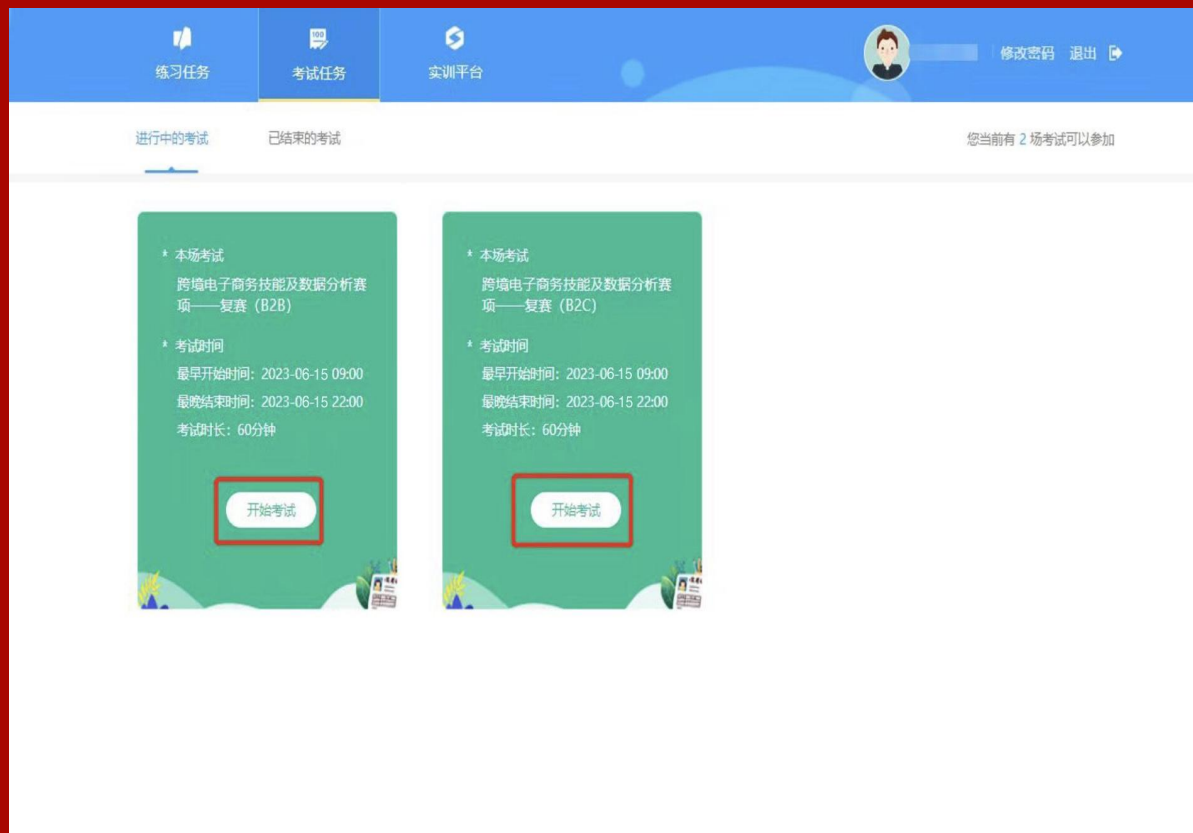 练习任务
考试任务
实训平台
修改密码 退出
进行中的考试
已结束的考试
您当前有 2 场考试可以参加
* 本场考试
跨境电子商务技能及数据分析赛
项——复赛（B2B）
* 考试时间
最早开始时间：2023-06-15 09:00
最晚结束时间：2023-06-15 22:00
考试时长：60分钟
开始考试
* 本场考试
跨境电子商务技能及数据分析赛
项——复赛（B2C）
* 考试时间
最早开始时间：2023-06-15 09:00
最晚结束时间：2023-06-15 22:00
考试时长：60分钟
开始考试